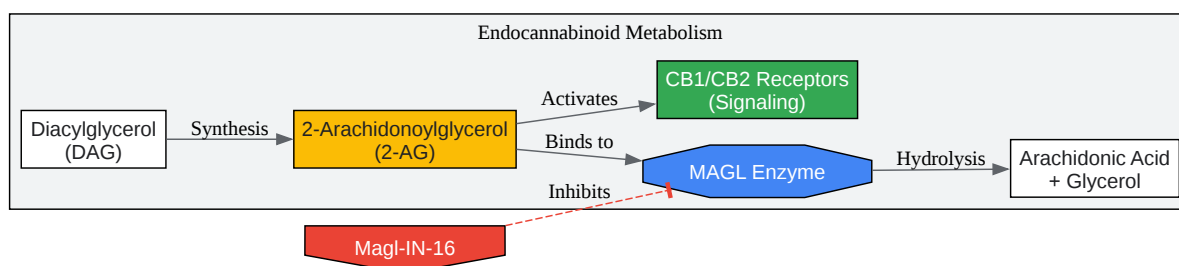 Endocannabinoid Metabolism
Diacylglycerol
(DAG)
Synthesis
2-Arachidonoylglycerol
(2-AG)
Activates
CB1/CB2 Receptors
(Signaling)
Binds to
MAGL Enzyme
Hydrolysis
Arachidonic Acid
+ Glycerol
Inhibits
Magl-IN-16